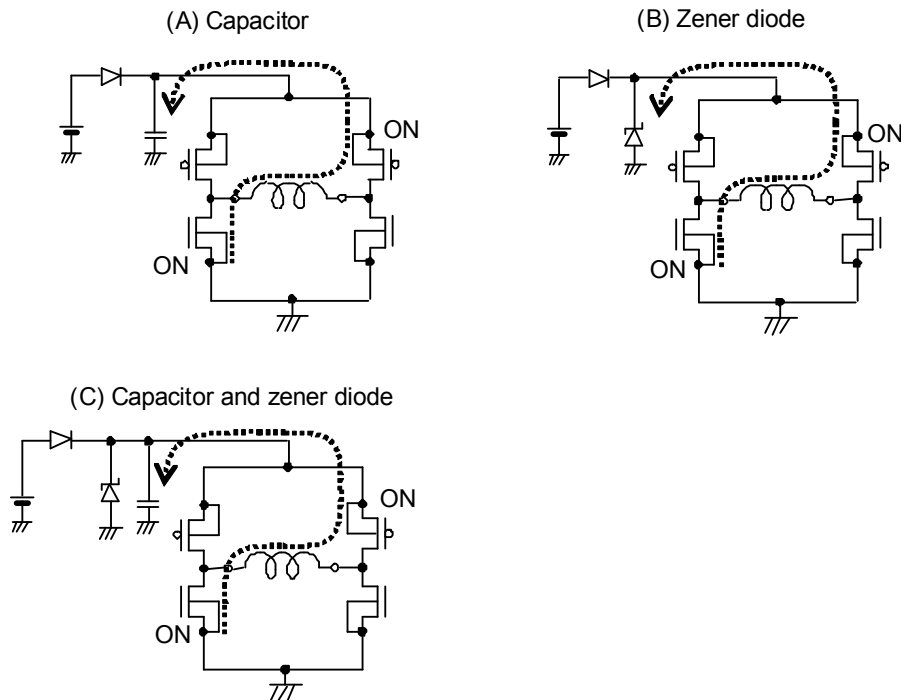 (A) Capacitor
(B) Zener diode
ON
ON
ON
ON
(C) Capacitor and zener diode
ON
ON